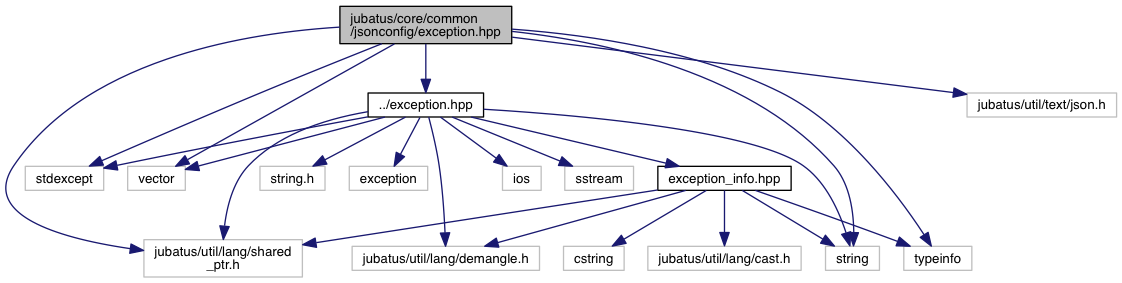 jubatus/core/common
/jsonconfig/exception.hpp
../exception.hpp
jubatus/util/text/json.h
stdexcept
vector
string.h
exception
ios
sstream
exception_info.hpp
jubatus/util/lang/shared
_ptr.h
jubatus/util/lang/demangle.h
cstring
jubatus/util/lang/cast.h
string
typeinfo